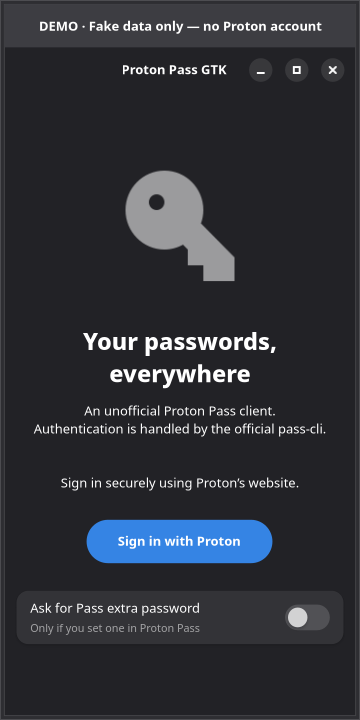 DEMO · Fake data only — no Proton account
Proton Pass GTK
Your passwords,
everywhere
An unofficial Proton Pass client.
Authentication is handled by the official pass-cli.
Sign in securely using Proton’s website.
Sign in with Proton
Ask for Pass extra password
Only if you set one in Proton Pass